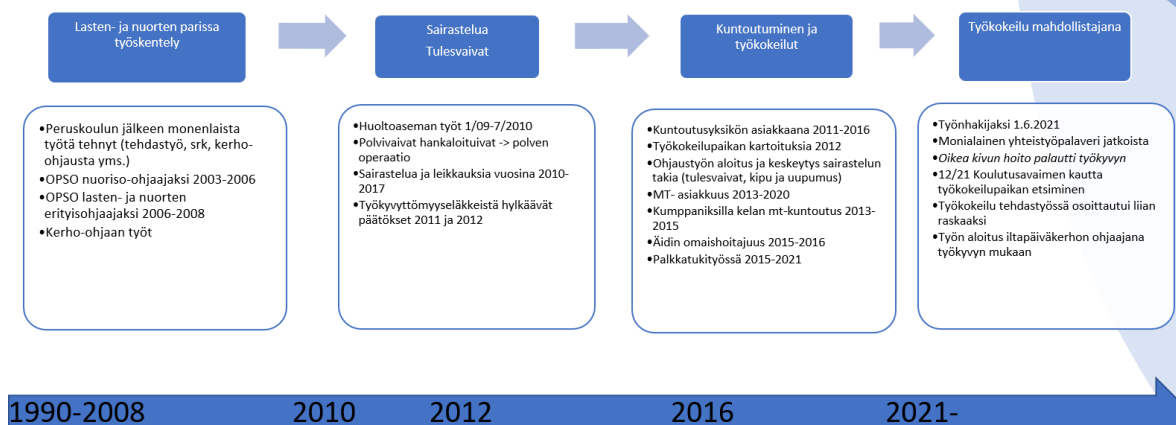 Lasten- ja nuorten parissa
työskentely
Sairastelua
Tulesvaivat
Kuntoutuminen ja
työkokeilut
Työkokeilu mahdollistajana
•Peruskoulun jälkeen monenlaista
työtä tehnyt (tehdastyö, srk, kerho-
ohjausta yms.)
•OPSO nuoriso-ohjaajaksi 2003-2006
•OPSO lasten- ja nuorten
erityisohjaajaksi 2006-2008
•Kerho-ohjaan työt
•Huoltoaseman työt 1/09-7/2010
•Polvivaivat hankaloituivat -> polven
operaatio
•Sairastelua ja leikkauksia vuosina 2010-
2017
•Työkyvyttömyyseläkkeistä hylkäävät
päätökset 2011 ja 2012
•Kuntoutusyksikön asiakkaana 2011-2016
•Työkokeilupaikan kartoituksia 2012
•Ohjaustyön aloitus ja keskeytys sairastelun
takia (tulesvaivat, kipu ja uupumus)
•MT- asiakkuus 2013-2020
•Kumppaniksilla kelan mt-kuntoutus 2013-
2015
•Äidin omaishoitajuus 2015-2016
•Palkkatukityössä 2015-2021
•Työnhakijaksi 1.6.2021
•Monialainen yhteistyöpalaveri jatkoista
•Oikea kivun hoito palautti työkyvyn
•12/21 Koulutusavaimen kautta
työkokeilupaikan etsiminen
•Työkokeilu tehdastyössä osoittautui liian
raskaaksi
•Työn aloitus iltapäiväkerhon ohjaajana
työkyvyn mukaan
1990-2008 2010 2012 2016 2021-